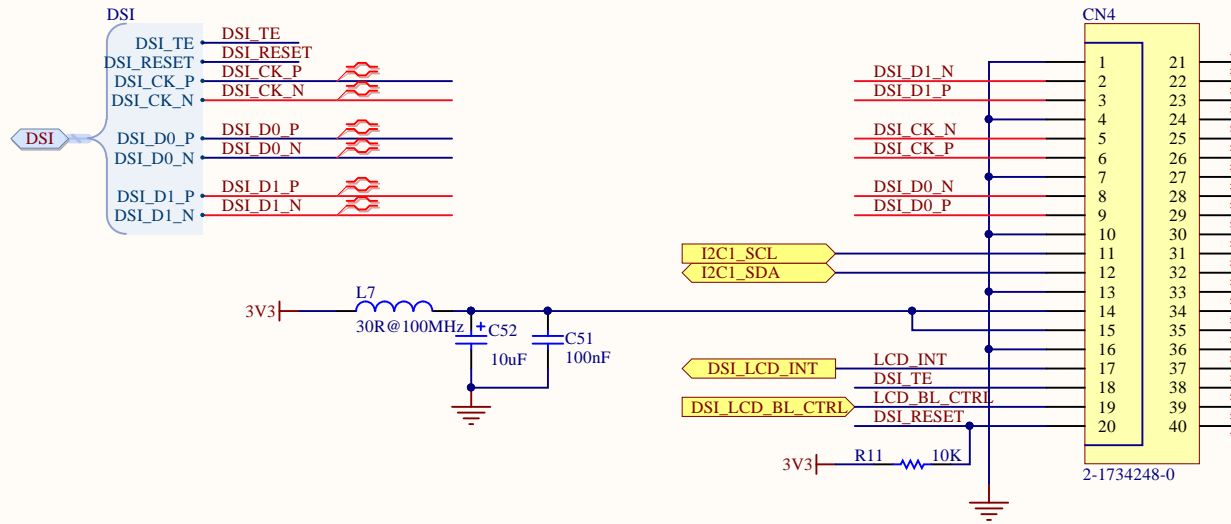 DSI
DSI
DSI_TE
DSI_RESET
DSI_CK_P
DSI_CK_N
DSI_D0_P
DSI_D0_N
DSI_D1_P
DSI_D1_N
DSI_TE
DSI_RESET
DSI_CK_P
DSI_CK_N
DSI_D0_P
DSI_D0_N
DSI_D1_P
DSI_D1_N
3V3
L7
30R@100MHz
+
C52
10uF
C51
100nF
DSI_D1_N
DSI_D1_P
DSI_CK_N
DSI_CK_P
DSI_D0_N
DSI_D0_P
I2C1_SCL
I2C1_SDA
DSI_LCD_INT
LCD_INT
DSI_TE
DSI_LCD_BL_CTRL
LCD_BL_CTRL
DSI_RESET
3V3
R11
10K
CN4
1 21
2 22
3 23
4 24
5 25
6 26
7 27
8 28
9 29
10 30
11 31
12 32
13 33
14 34
15 35
16 36
17 37
18 38
19 39
20 40
2-1734248-0